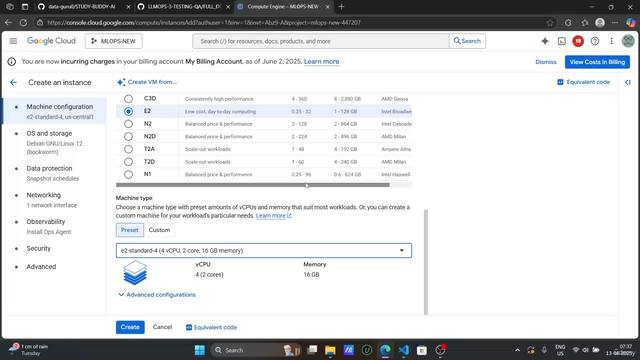 data-guru0/STUDY-BUDDY-AI
LLMOPS-3-TESTING-QA/FULL_D
Compute Engine – MLOPS-NEW
https://console.cloud.google.com/compute/instancesAdd?authuser=1&inv=1&invt=Abz9-A&project=mlops-new-447207
Google Cloud
MLOPS-NEW
Search (/) for resources, docs, products, and more
Search
18
You are now incurring charges in your billing account My Billing Account. as of June 2, 2025. Learn more
Dismiss
View Costs in Billing
Create an instance
Create VM from...
Equivalent code
Machine configuration
e2-standard-4, us-central1
OS and storage
Debian GNU/Linux 12
(bookworm)
Data protection
Snapshot schedules
Networking
1 network interface
Observability
Install Ops Agent
Security
Advanced
C3D Consistently high performance 4 - 360 8 - 2,880 GB AMD Genoa
E2 Low cost, day-to-day computing 0.25 - 32 1 - 128 GB Intel Broadwe
N2 Balanced price & performance 2 - 128 2 - 864 GB Intel Cascade
N2D Balanced price & performance 2 - 224 2 - 896 GB AMD Milan
T2A Scale-out workloads 1 - 48 4 - 192 GB Ampere Altra
T2D Scale-out workloads 1 - 60 4 - 240 GB AMD Milan
N1 Balanced price & performance 0.25 - 96 0.6 - 624 GB Intel Haswell
Machine type
Choose a machine type with preset amounts of vCPUs and memory that suit most workloads. Or, you can create a
custom machine for your workload's particular needs. Learn more
Preset
Custom
e2-standard-4 (4 vCPU, 2 core, 16 GB memory)
vCPU
Memory
4 (2 cores)
16 GB
Advanced configurations
Create
Cancel
Equivalent code
1 cm of rain
Tuesday
Search
ENG
US
07:37